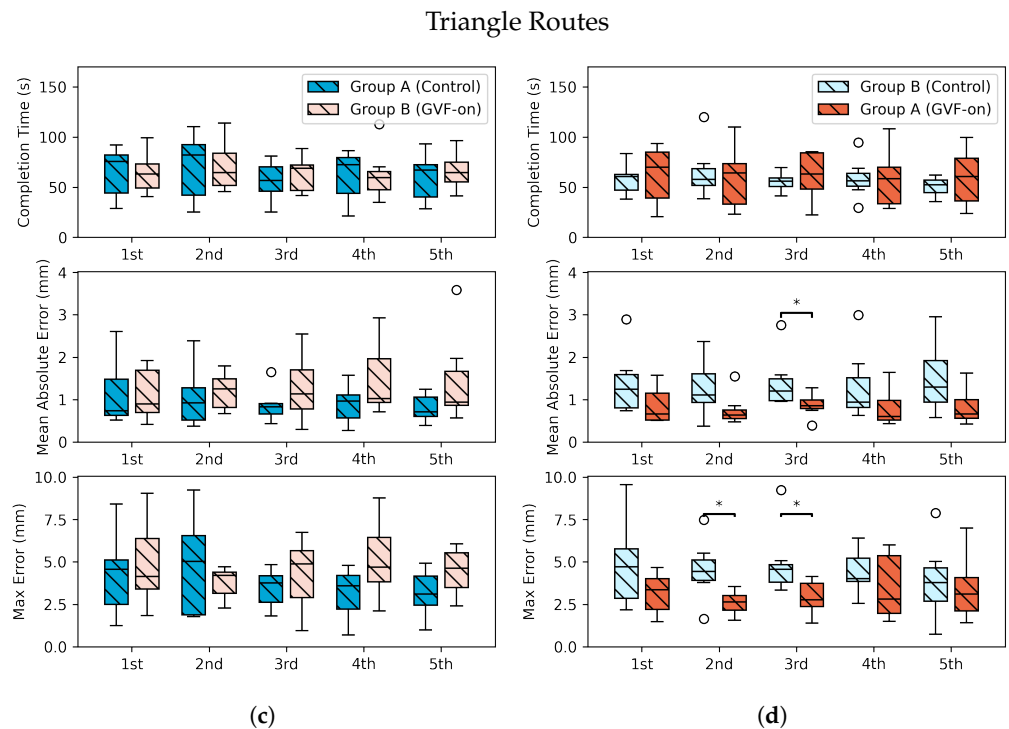 Triangle Routes
Completion Time (s)
150
100
50
0
Group A (Control)
Group B (GVF-on)
1st 2nd 3rd 4th 5th
Group B (Control)
Group A (GVF-on)
150
100
50
0
1st 2nd 3rd 4th 5th
Completion Time (s)
Mean Absolute Error (mm)
4
3
2
1
0
1st 2nd 3rd 4th 5th
Mean Absolute Error (mm)
4
3
2
1
0
*
1st 2nd 3rd 4th 5th
Max Error (mm)
10.0
7.5
5.0
2.5
0.0
1st 2nd 3rd 4th 5th
Max Error (mm)
10.0
7.5
5.0
2.5
0.0
* *
1st 2nd 3rd 4th 5th
(c) (d)